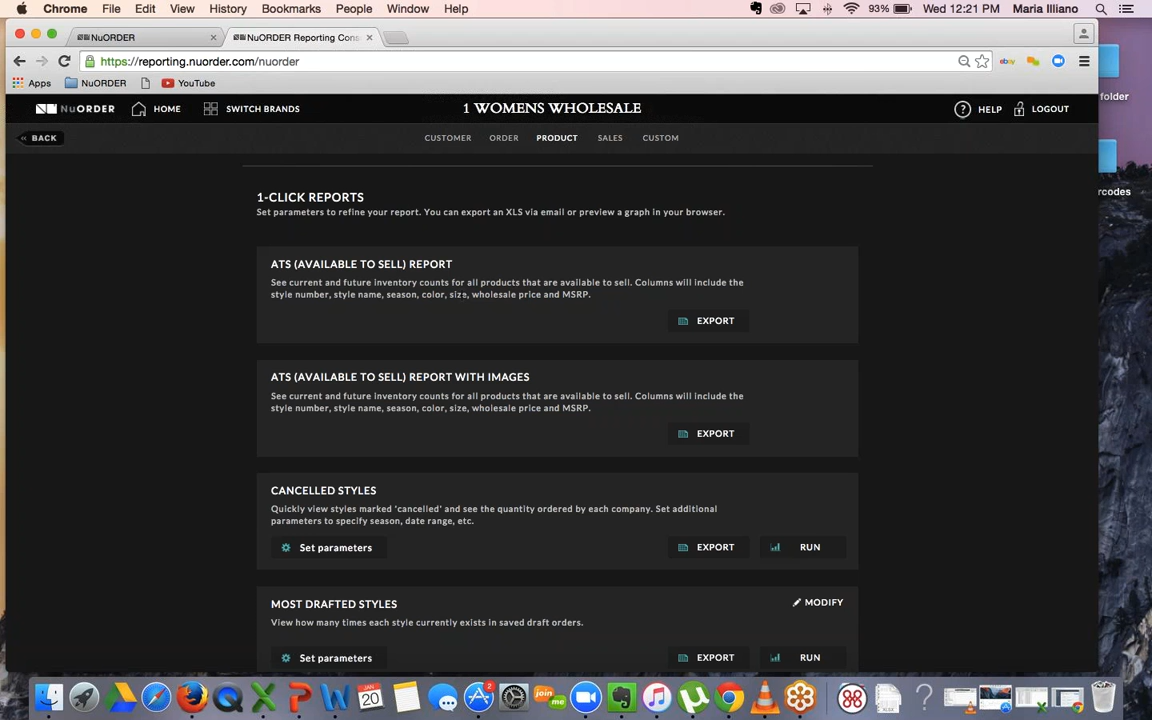 Chrome File Edit View History Bookmarks People Window Help 93% Wed 12:21 PM Maria Illiano
NuORDER NuORDER Reporting Cons
https://reporting.nuorder.com/nuorder
Apps NuORDER YouTube
ebay
folder
NuORDER HOME SWITCH BRANDS 1 WOMENS WHOLESALE HELP LOGOUT
BACK CUSTOMER ORDER PRODUCT SALES CUSTOM
rcodes
1-CLICK REPORTS
Set parameters to refine your report. You can export an XLS via email or preview a graph in your browser.
ATS (AVAILABLE TO SELL) REPORT
See current and future inventory counts for all products that are available to sell. Columns will include the
style number, style name, season, color, size, wholesale price and MSRP.
EXPORT
ATS (AVAILABLE TO SELL) REPORT WITH IMAGES
See current and future inventory counts for all products that are available to sell. Columns will include the
style number, style name, season, color, size, wholesale price and MSRP.
EXPORT
CANCELLED STYLES
Quickly view styles marked 'cancelled' and see the quantity ordered by each company. Set additional
parameters to specify season, date range, etc.
Set parameters EXPORT RUN
MOST DRAFTED STYLES MODIFY
View how many times each style currently exists in saved draft orders.
Set parameters EXPORT RUN
JAN
20
2
join
me